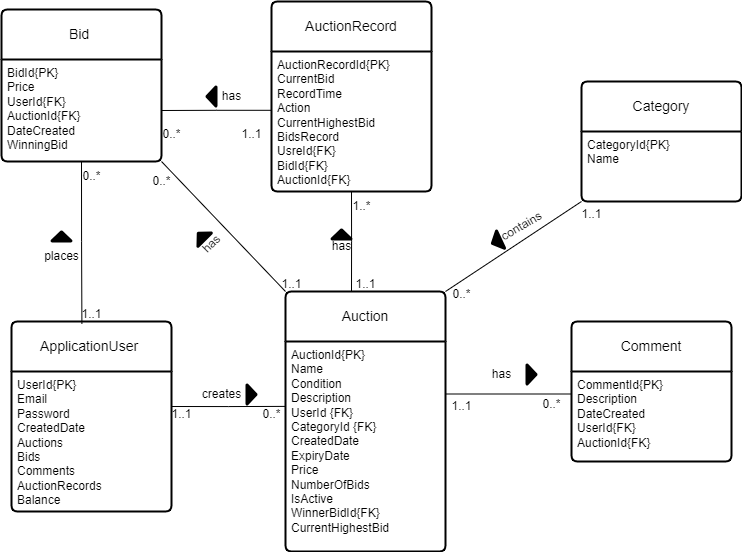 Bid
BidId{PK}
Price
UserId{FK}
AuctionId{FK}
DateCreated
WinningBid
AuctionRecord
AuctionRecordId{PK}
CurrentBid
RecordTime
Action
CurrentHighestBid
BidsRecord
UsreId{FK}
BidId{FK}
AuctionId{FK}
Category
CategoryId{PK}
Name
has
0..*
1..1
0..*
0..*
1..*
1..1
places
has
has
contains
1..1
1..1
1..1
0..*
ApplicationUser
UserId{PK}
Email
Password
CreatedDate
Auctions
Bids
Comments
AuctionRecords
Balance
creates
1..1
0..*
Auction
AuctionId{PK}
Name
Condition
Description
UserId {FK}
CategoryId {FK}
CreatedDate
ExpiryDate
Price
NumberOfBids
IsActive
WinnerBidId{FK}
CurrentHighestBid
has
1..1
0..*
Comment
CommentId{PK}
Description
DateCreated
UserId{FK}
AuctionId{FK}